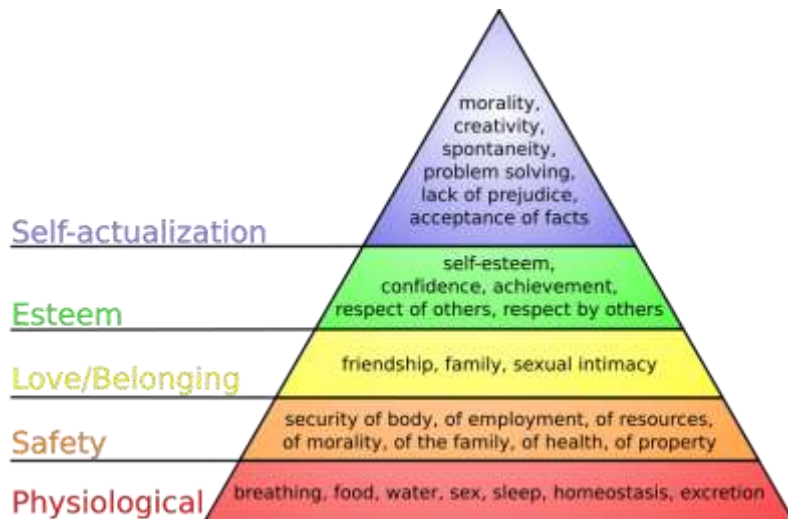 morality,
creativity,
spontaneity,
problem solving,
lack of prejudice,
acceptance of facts
Self-actualization
self-esteem,
confidence, achievement,
respect of others, respect by others
Esteem
friendship, family, sexual intimacy
Love/Belonging
security of body, of employment, of resources,
of morality, of the family, of health, of property
Safety
breathing, food, water, sex, sleep, homeostasis, excretion
Physiological